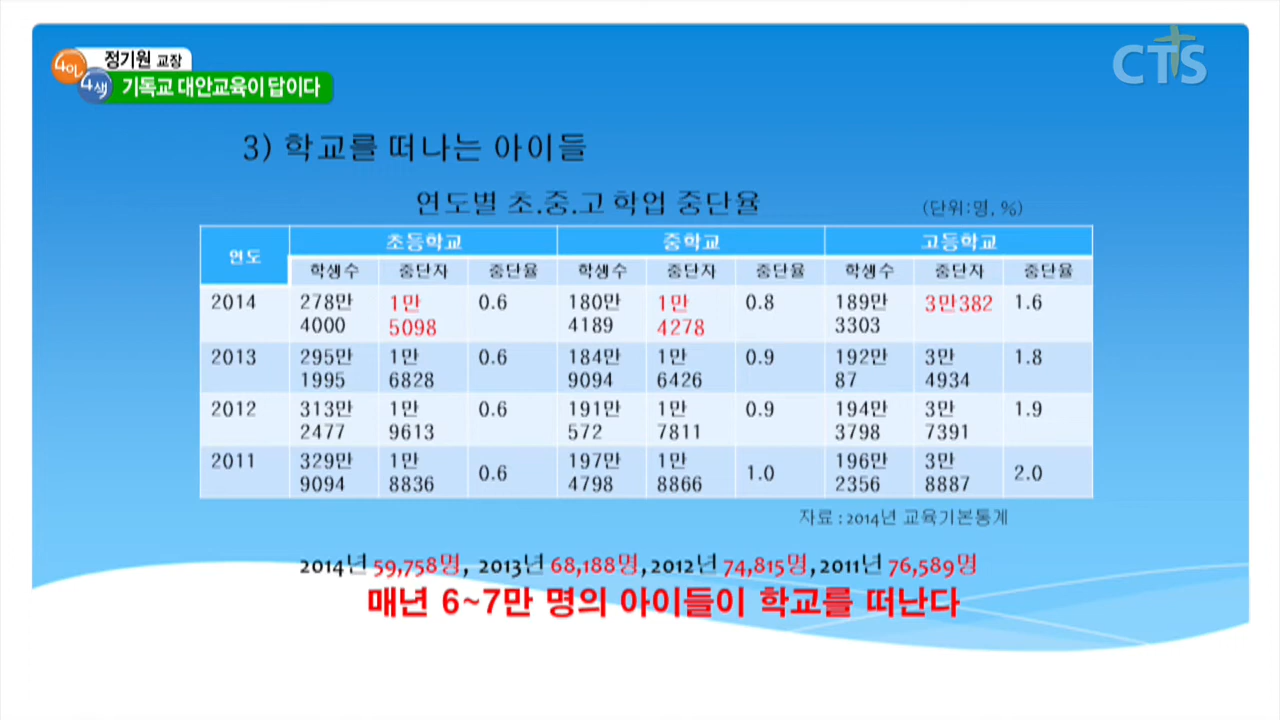 4인
4색
정기원 교장
기독교 대안교육이 답이다
CTS
3) 학교를 떠나는 아이들
연도별 초.중.고 학업 중단율
(단위:명, %)
연도 초등학교 중학교 고등학교
학생수 중단자 중단율 학생수 중단자 중단율 학생수 중단자 중단율
2014 278만 1만 0.6 180만 1만 0.8 189만 3만382 1.6
4000 5098 4189 4278 3303
2013 295만 1만 0.6 184만 1만 0.9 192만 3만 1.8
1995 6828 9094 6426 87 4934
2012 313만 1만 0.6 191만 1만 0.9 194만 3만 1.9
2477 9613 572 7811 3798 7391
2011 329만 1만 0.6 197만 1만 1.0 196만 3만 2.0
9094 8836 4798 8866 2356 8887
자료 : 2014년 교육기본통계
2014년 59,758명, 2013년 68,188명, 2012년 74,815명, 2011년 76,589명
매년 6~7만 명의 아이들이 학교를 떠난다